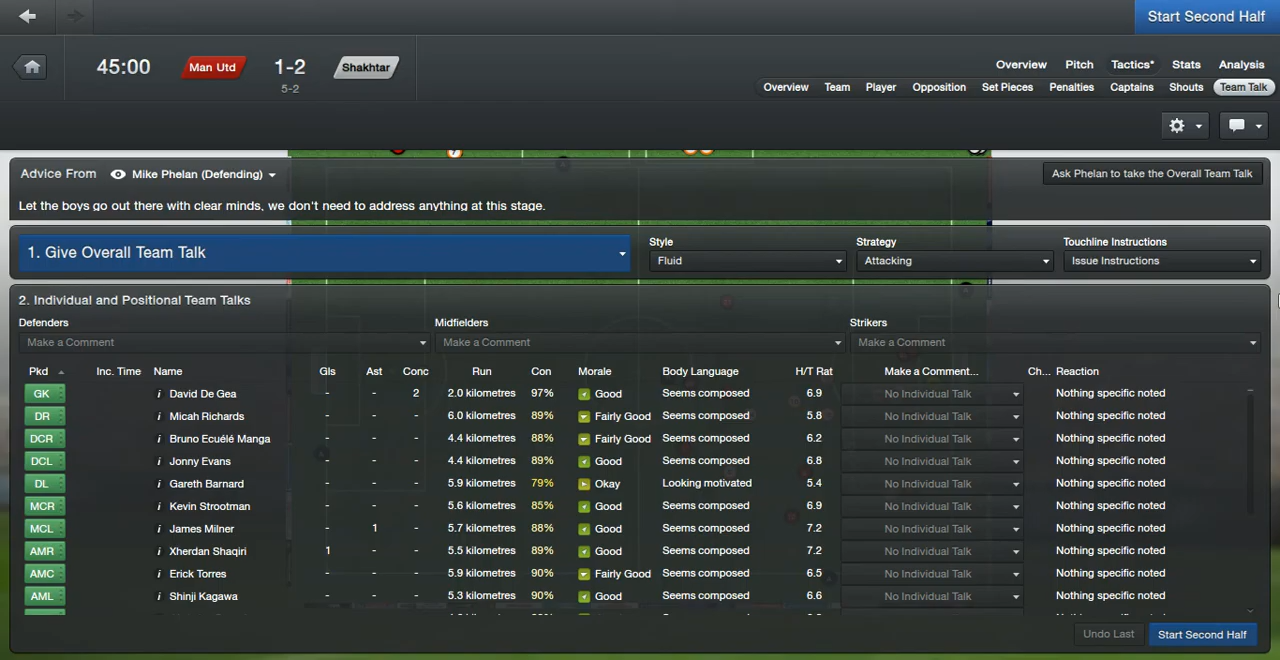 Start Second Half
45:00 Man Utd 1-2 Shakhtar
5-2
Overview Pitch Tactics* Stats Analysis
Overview Team Player Opposition Set Pieces Penalties Captains Shouts Team Talk
Advice From Mike Phelan (Defending) Ask Phelan to take the Overall Team Talk
Let the boys go out there with clear minds, we don't need to address anything at this stage.
1. Give Overall Team Talk
Style Strategy Touchline Instructions
Fluid Attacking Issue Instructions
2. Individual and Positional Team Talks
Defenders Midfielders Strikers
Make a Comment Make a Comment Make a Comment
Pkd Inc. Time Name Gls Ast Conc Run Con Morale Body Language H/T Rat Make a Comment... Ch... Reaction
GK i David De Gea - - 2 2.0 kilometres 97% Good Seems composed 6.9 No Individual Talk Nothing specific noted
DR i Micah Richards - - - 6.0 kilometres 89% Fairly Good Seems composed 5.8 No Individual Talk Nothing specific noted
DCR i Bruno Ecuélé Manga - - - 4.4 kilometres 88% Fairly Good Seems composed 6.2 No Individual Talk Nothing specific noted
DCL i Jonny Evans - - - 4.4 kilometres 89% Good Seems composed 6.8 No Individual Talk Nothing specific noted
DL i Gareth Barnard - - - 5.9 kilometres 79% Okay Looking motivated 5.4 No Individual Talk Nothing specific noted
MCR i Kevin Strootman - - - 5.6 kilometres 85% Good Seems composed 6.9 No Individual Talk Nothing specific noted
MCL i James Milner - 1 - 5.7 kilometres 88% Good Seems composed 7.2 No Individual Talk Nothing specific noted
AMR i Xherdan Shaqiri 1 - - 5.5 kilometres 89% Good Seems composed 7.2 No Individual Talk Nothing specific noted
AMC i Erick Torres - - - 5.9 kilometres 90% Fairly Good Seems composed 6.5 No Individual Talk Nothing specific noted
AML i Shinji Kagawa - - - 5.3 kilometres 90% Good Seems composed 6.6 No Individual Talk Nothing specific noted
Undo Last Start Second Half